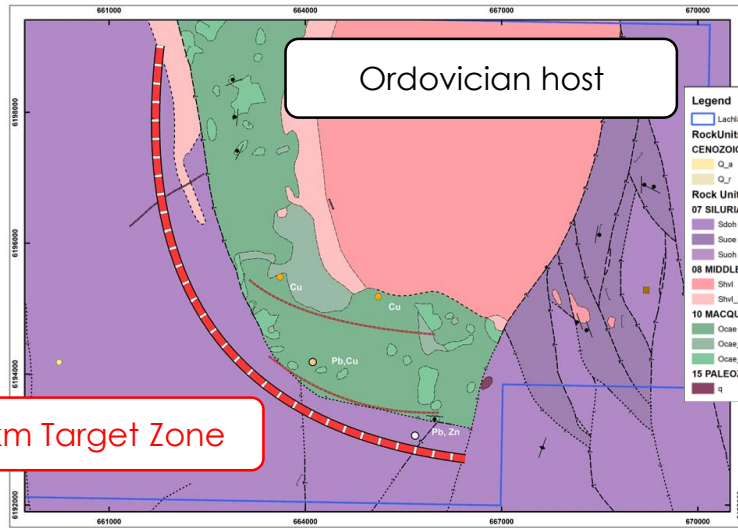 661000 664000 667000 670000
Ordovician host
6198000
6198000
Legend
RockUnits
CENOZOIC
Q_a
Q_r
Rock Unit
07 SILURIA
Sdoh
Suoe
Suoh
08 MIDDLE
Shvl
Shvl_
10 MACQU
Ocae
Ocae_
Ocae_
15 PALEOZ
q
6196000
Cu
Cu
6194000
Pb,Cu
Pb, Zn
km Target Zone
6192000
661000 664000 667000 670000